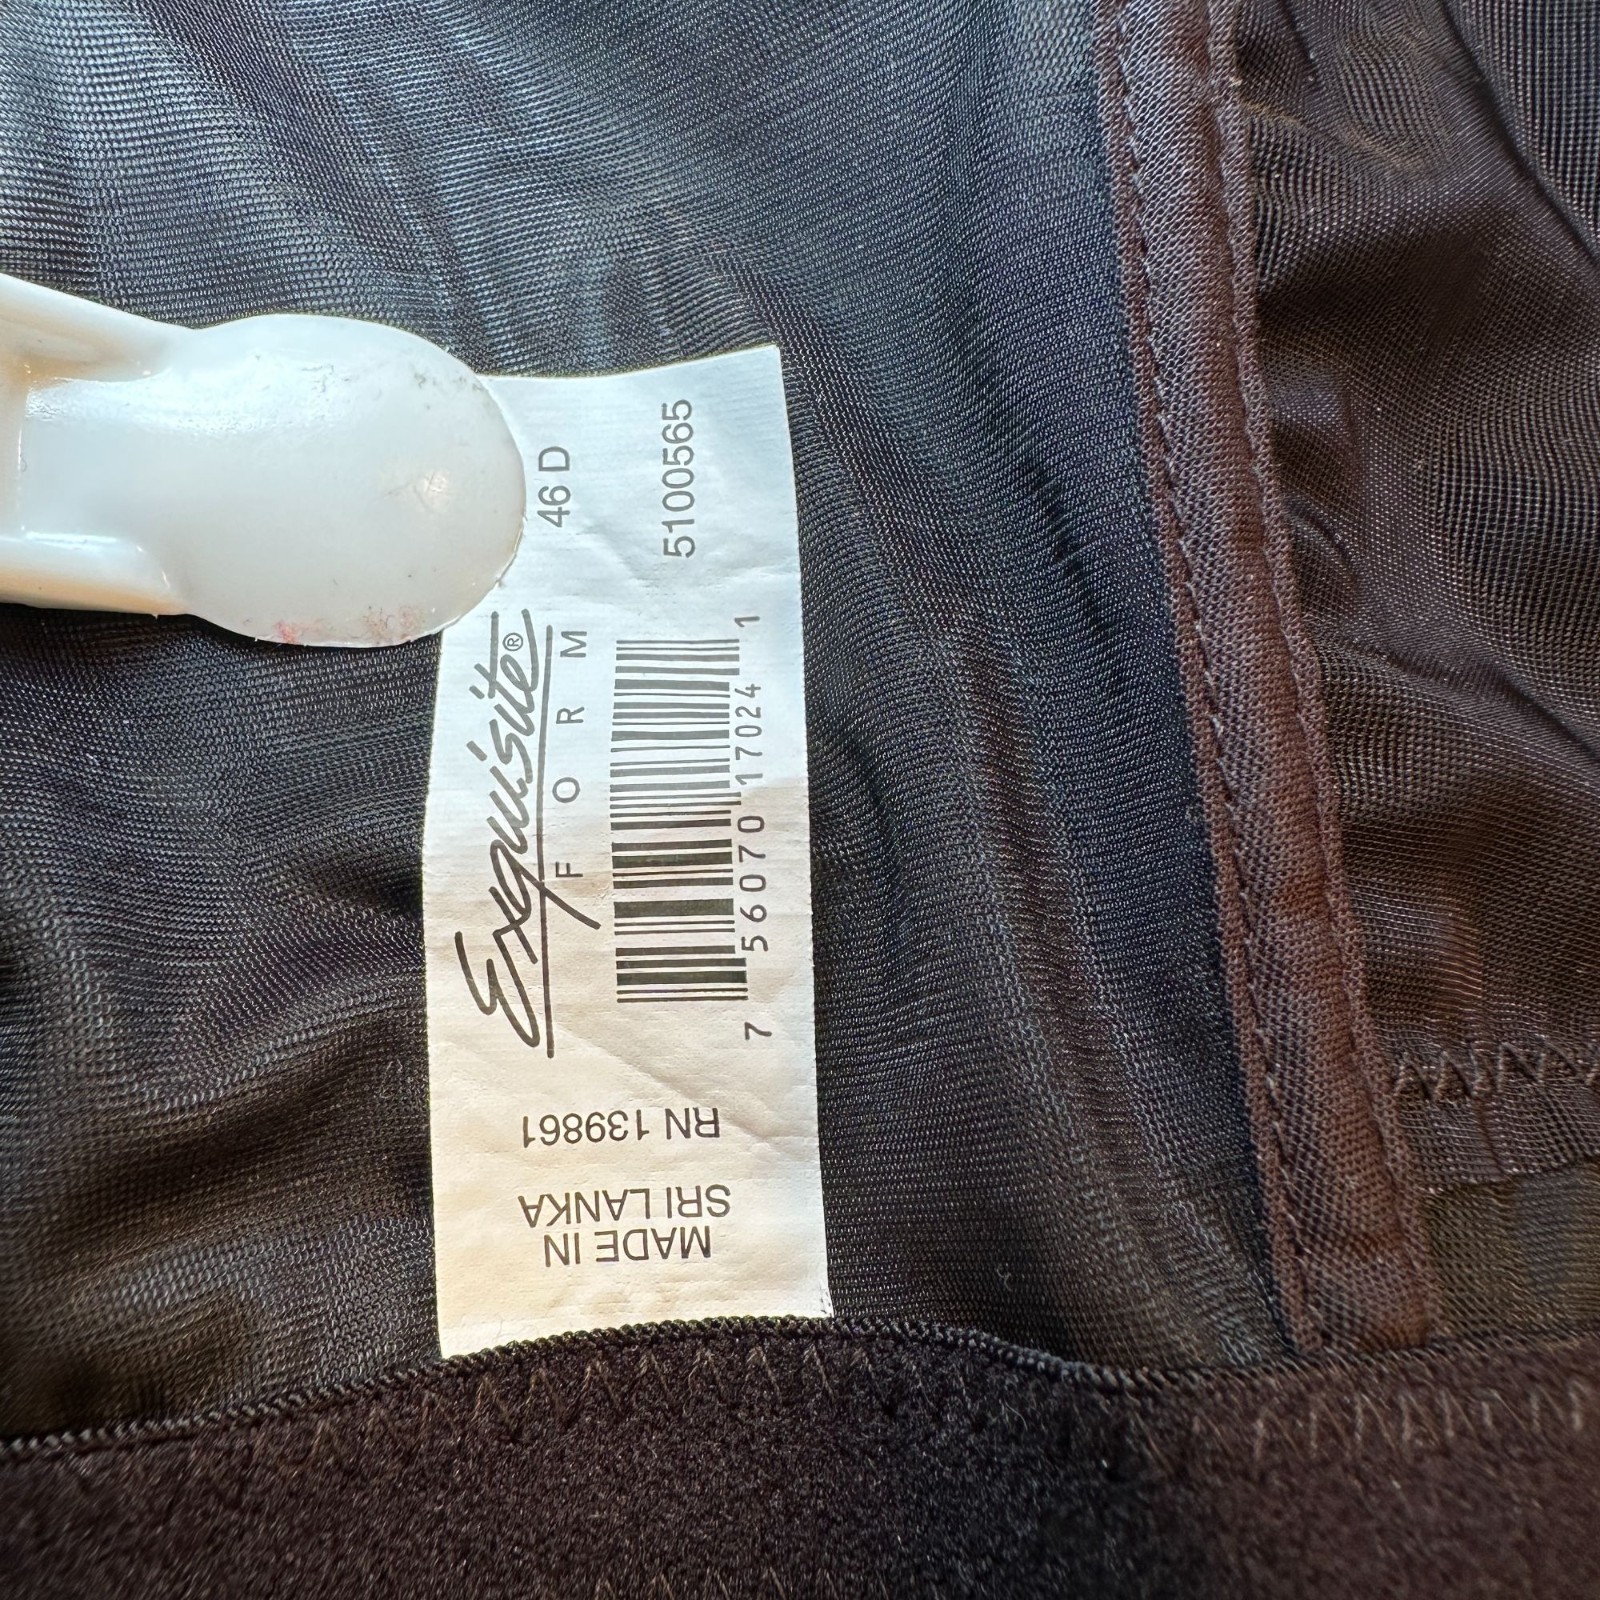 46 D
5100565
Exquisite®
FORM
7 56070 17024 1
RN 139861
MADE IN
SRI LANKA